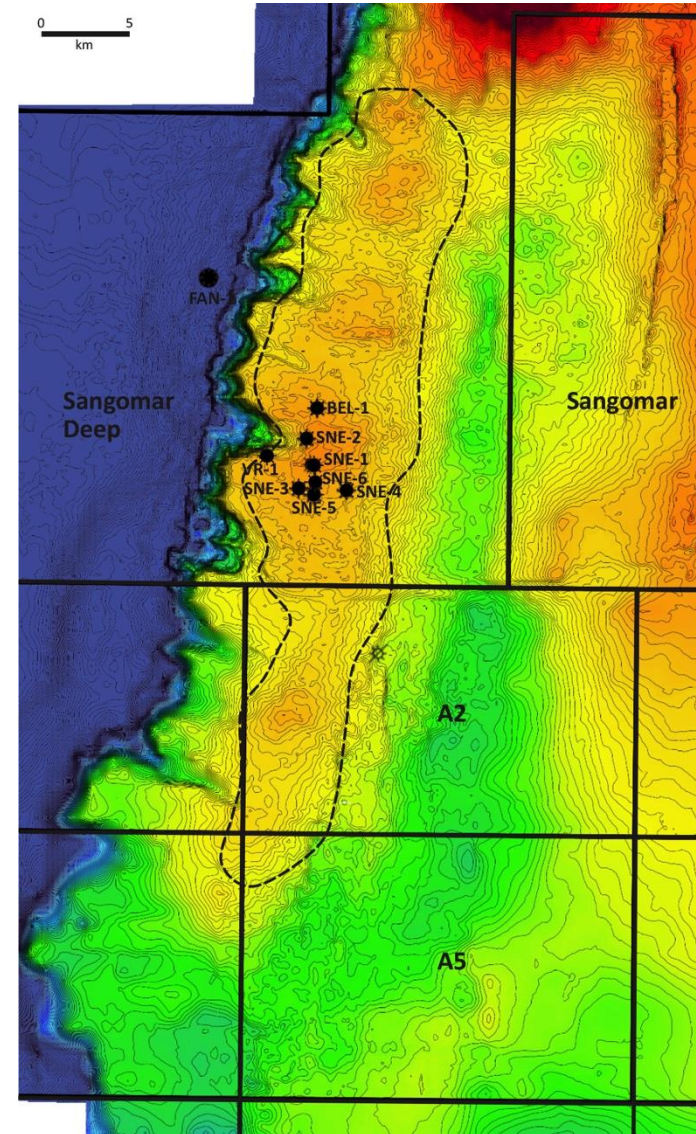 0 5
km
FAN-1
Sangomar
Deep
Sangomar
BEL-1
SNE-2
SNE-1
VR-1
SNE-6
SNE-3
SNE-4
SNE-5
A2
A5